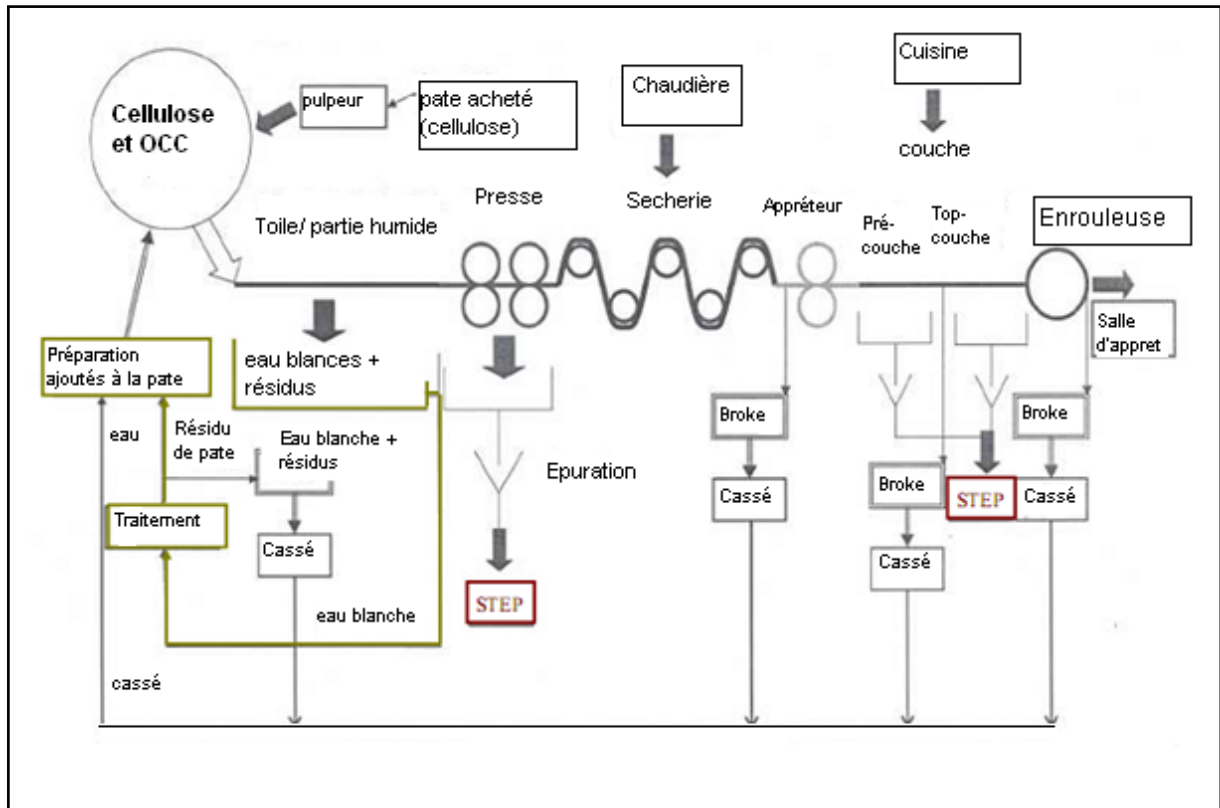 Cellulose
et OCC
pulpeur
pate acheté
(cellulose)
Chaudière
Cuisine
couche
Toile/ partie humide
Presse
Secherie
Appréteur
Pré-
couche
Top-
couche
Enrouleuse
Salle
d'appret
Préparation
ajoutés à la pate
eau blances +
résidus
eau
Résidu
de pate
Eau blanche +
résidus
Traitement
Cassé
eau blanche
cassé
Epuration
STEP
Broke
Cassé
Broke
Cassé
STEP
Broke
Cassé